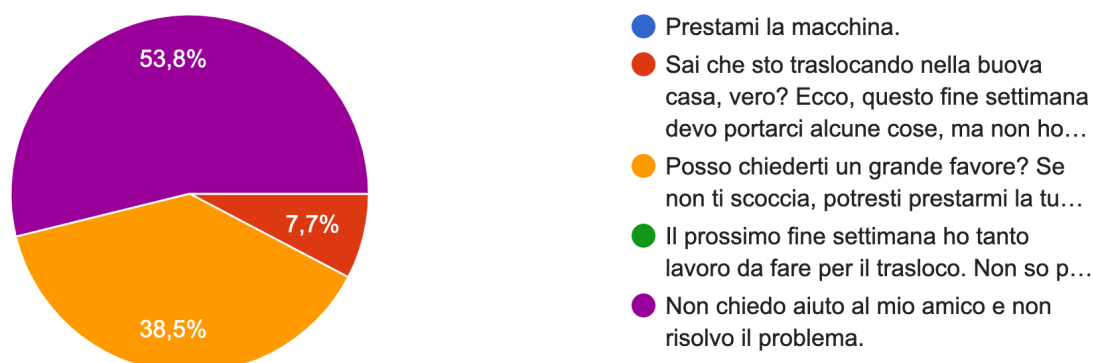 53,8%
7,7%
38,5%
Prestami la macchina.
Sai che sto traslocando nella buova
casa, vero? Ecco, questo fine settimana
devo portarci alcune cose, ma non ho…
Posso chiederti un grande favore? Se
non ti scoccia, potresti prestarmi la tu…
Il prossimo fine settimana ho tanto
lavoro da fare per il trasloco. Non so p…
Non chiedo aiuto al mio amico e non
risolvo il problema.